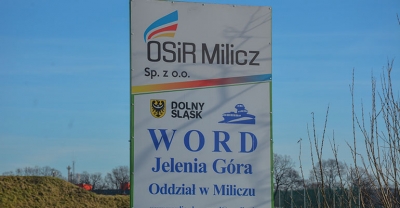 OSiR Milicz
Sp. z o.o.
DOLNY
ŚLĄSK
WORD
Jelenia Góra
Oddział w Miliczu